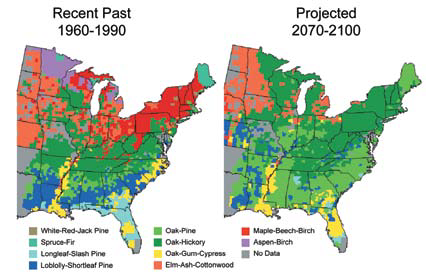 Recent Past
1960-1990
Projected
2070-2100
White-Red-Jack Pine
Spruce-Fir
Longleaf-Slash Pine
Loblolly-Shortleaf Pine
Oak-Pine
Oak-Hickory
Oak-Gum-Cypress
Elm-Ash-Cottonwood
Maple-Beech-Birch
Aspen-Birch
No Data